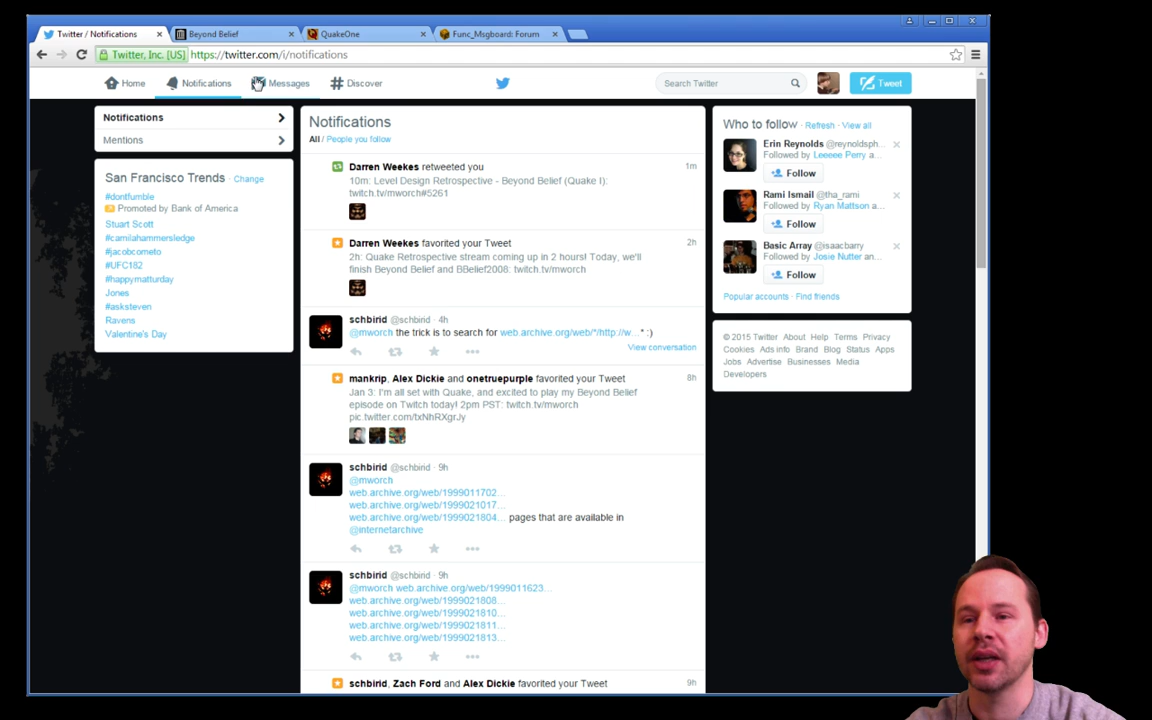 Twitter / Notifications
Beyond Belief
QuakeOne
Func_Msgboard: Forum
Twitter, Inc. [US]
https://twitter.com/i/notifications
Home
Notifications
Messages
Discover
Search Twitter
Tweet
Notifications
Mentions
San Francisco Trends · Change
#dontfumble
Promoted by Bank of America
Stuart Scott
#camilahammersledge
#jacobcometo
#UFC182
#happymatturday
Jones
#asksteven
Ravens
Valentine's Day
Notifications
All / People you follow
Darren Weekes retweeted you
1m
10m: Level Design Retrospective - Beyond Belief (Quake I):
twitch.tv/mworch#5261
Darren Weekes favorited your Tweet
2h
2h: Quake Retrospective stream coming up in 2 hours! Today, we'll
finish Beyond Belief and BBelief2008: twitch.tv/mworch
schbirid @schbirid · 4h
@mworch the trick is to search for web.archive.org/web/*/http://w...* :)
View conversation
mankrip, Alex Dickie and onetruepurple favorited your Tweet
8h
Jan 3: I'm all set with Quake, and excited to play my Beyond Belief
episode on Twitch today! 2pm PST: twitch.tv/mworch
pic.twitter.com/txNhRXgrJy
schbirid @schbirid · 9h
@mworch
web.archive.org/web/1999011702...
web.archive.org/web/1999021017...
web.archive.org/web/1999021804... pages that are available in
@internetarchive
schbirid @schbirid · 9h
@mworch web.archive.org/web/1999011623...
web.archive.org/web/1999021808...
web.archive.org/web/1999021810...
web.archive.org/web/1999021811...
web.archive.org/web/1999021813...
schbirid, Zach Ford and Alex Dickie favorited your Tweet
9h
Who to follow · Refresh · View all
Erin Reynolds @reynoldsph...
Followed by Leeeee Perry a...
Follow
Rami Ismail @tha_rami
Followed by Ryan Mattson a...
Follow
Basic Array @isaacbarry
Followed by Josie Nutter an...
Follow
Popular accounts · Find friends
© 2015 Twitter About Help Terms Privacy
Cookies Ads info Brand Blog Status Apps
Jobs Advertise Businesses Media
Developers